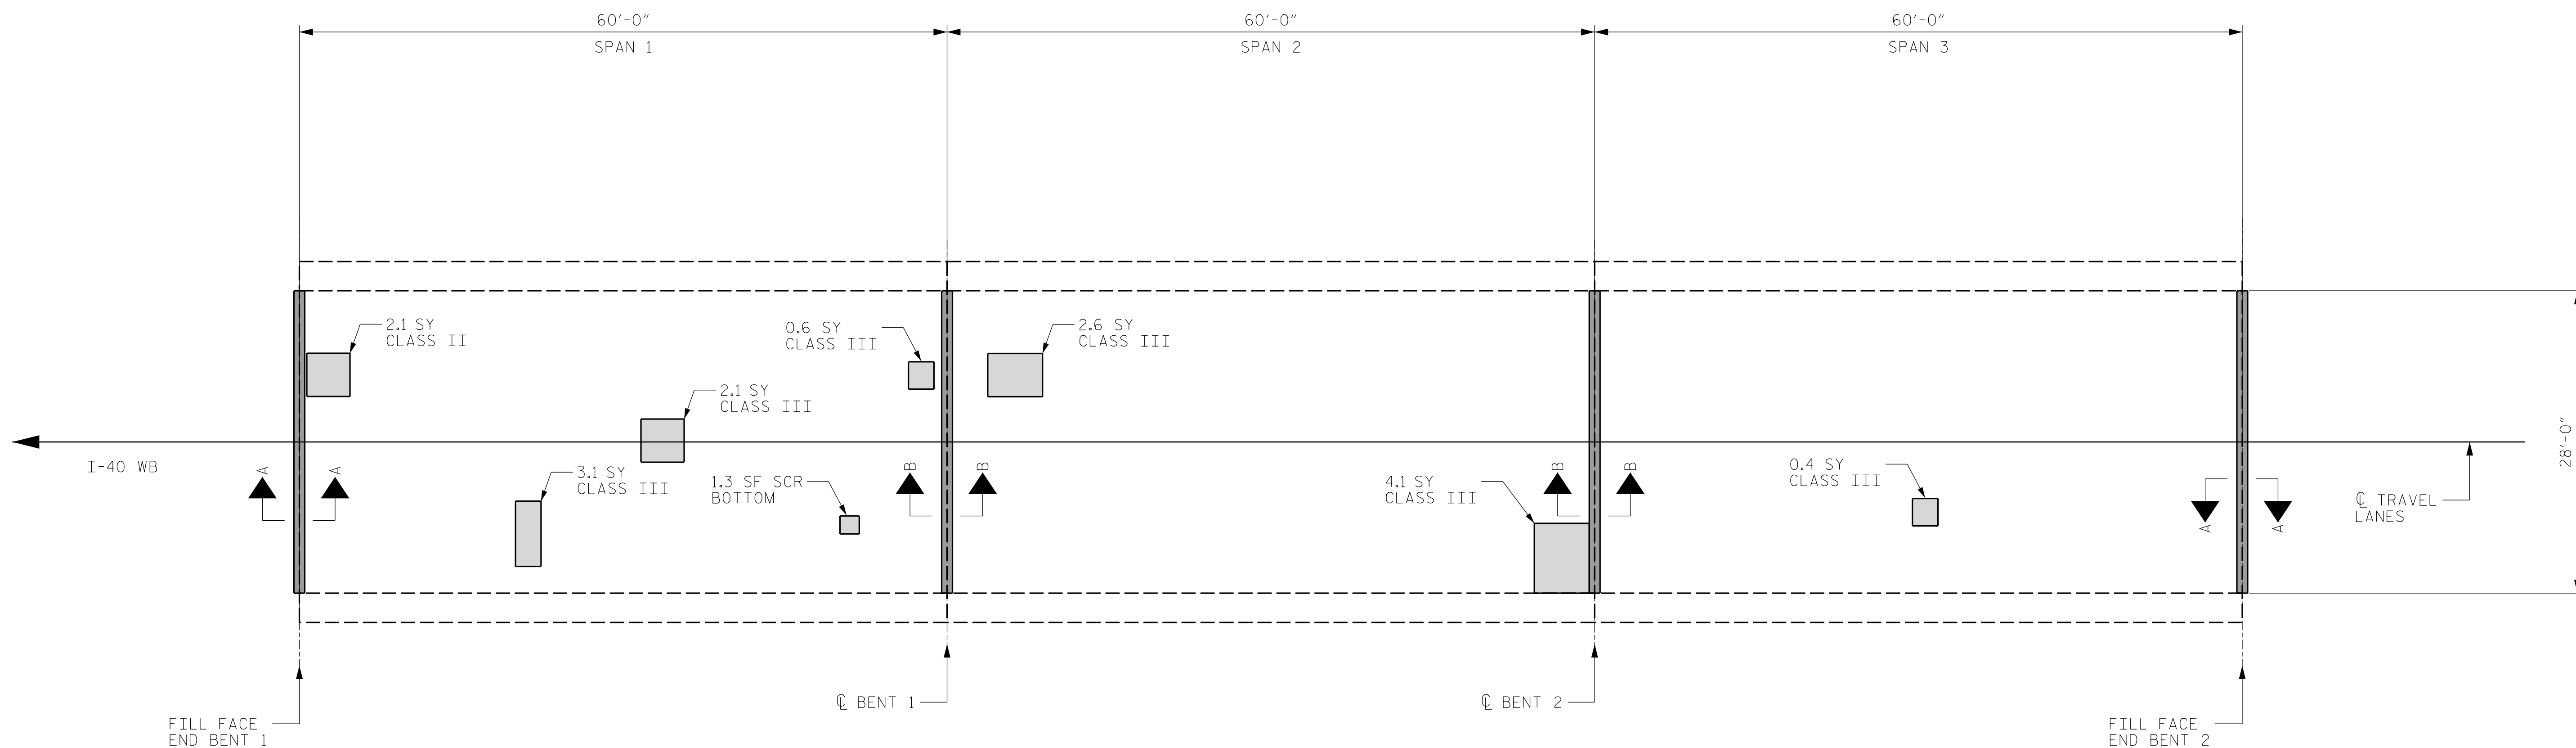 60'-0"
60'-0"
60'-0"
SPAN 1
SPAN 2
SPAN 3
2.1 SY
CLASS II
0.6 SY
CLASS III
2.6 SY
CLASS III
2.1 SY
CLASS III
I-40 WB
A
A
3.1 SY
CLASS III
1.3 SF SCR
BOTTOM
B
B
4.1 SY
CLASS III
B
B
0.4 SY
CLASS III
A
A
℄ TRAVEL
LANES
28'-0"
℄ BENT 1
℄ BENT 2
FILL FACE
END BENT 1
FILL FACE
END BENT 2